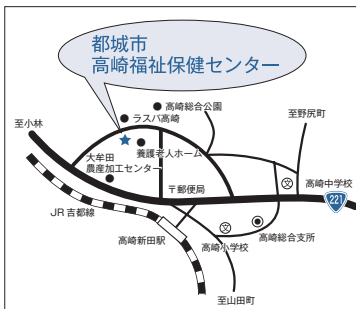 都城市
高崎福祉保健センター
高崎総合公園
ラスパ高崎
至小林
至野尻町
養護老人ホーム
大牟田
農産加工センター
〒郵便局
文
高崎中学校
221
JR吉都線
文
高崎新田駅
高崎小学校
高崎総合支所
至山田町